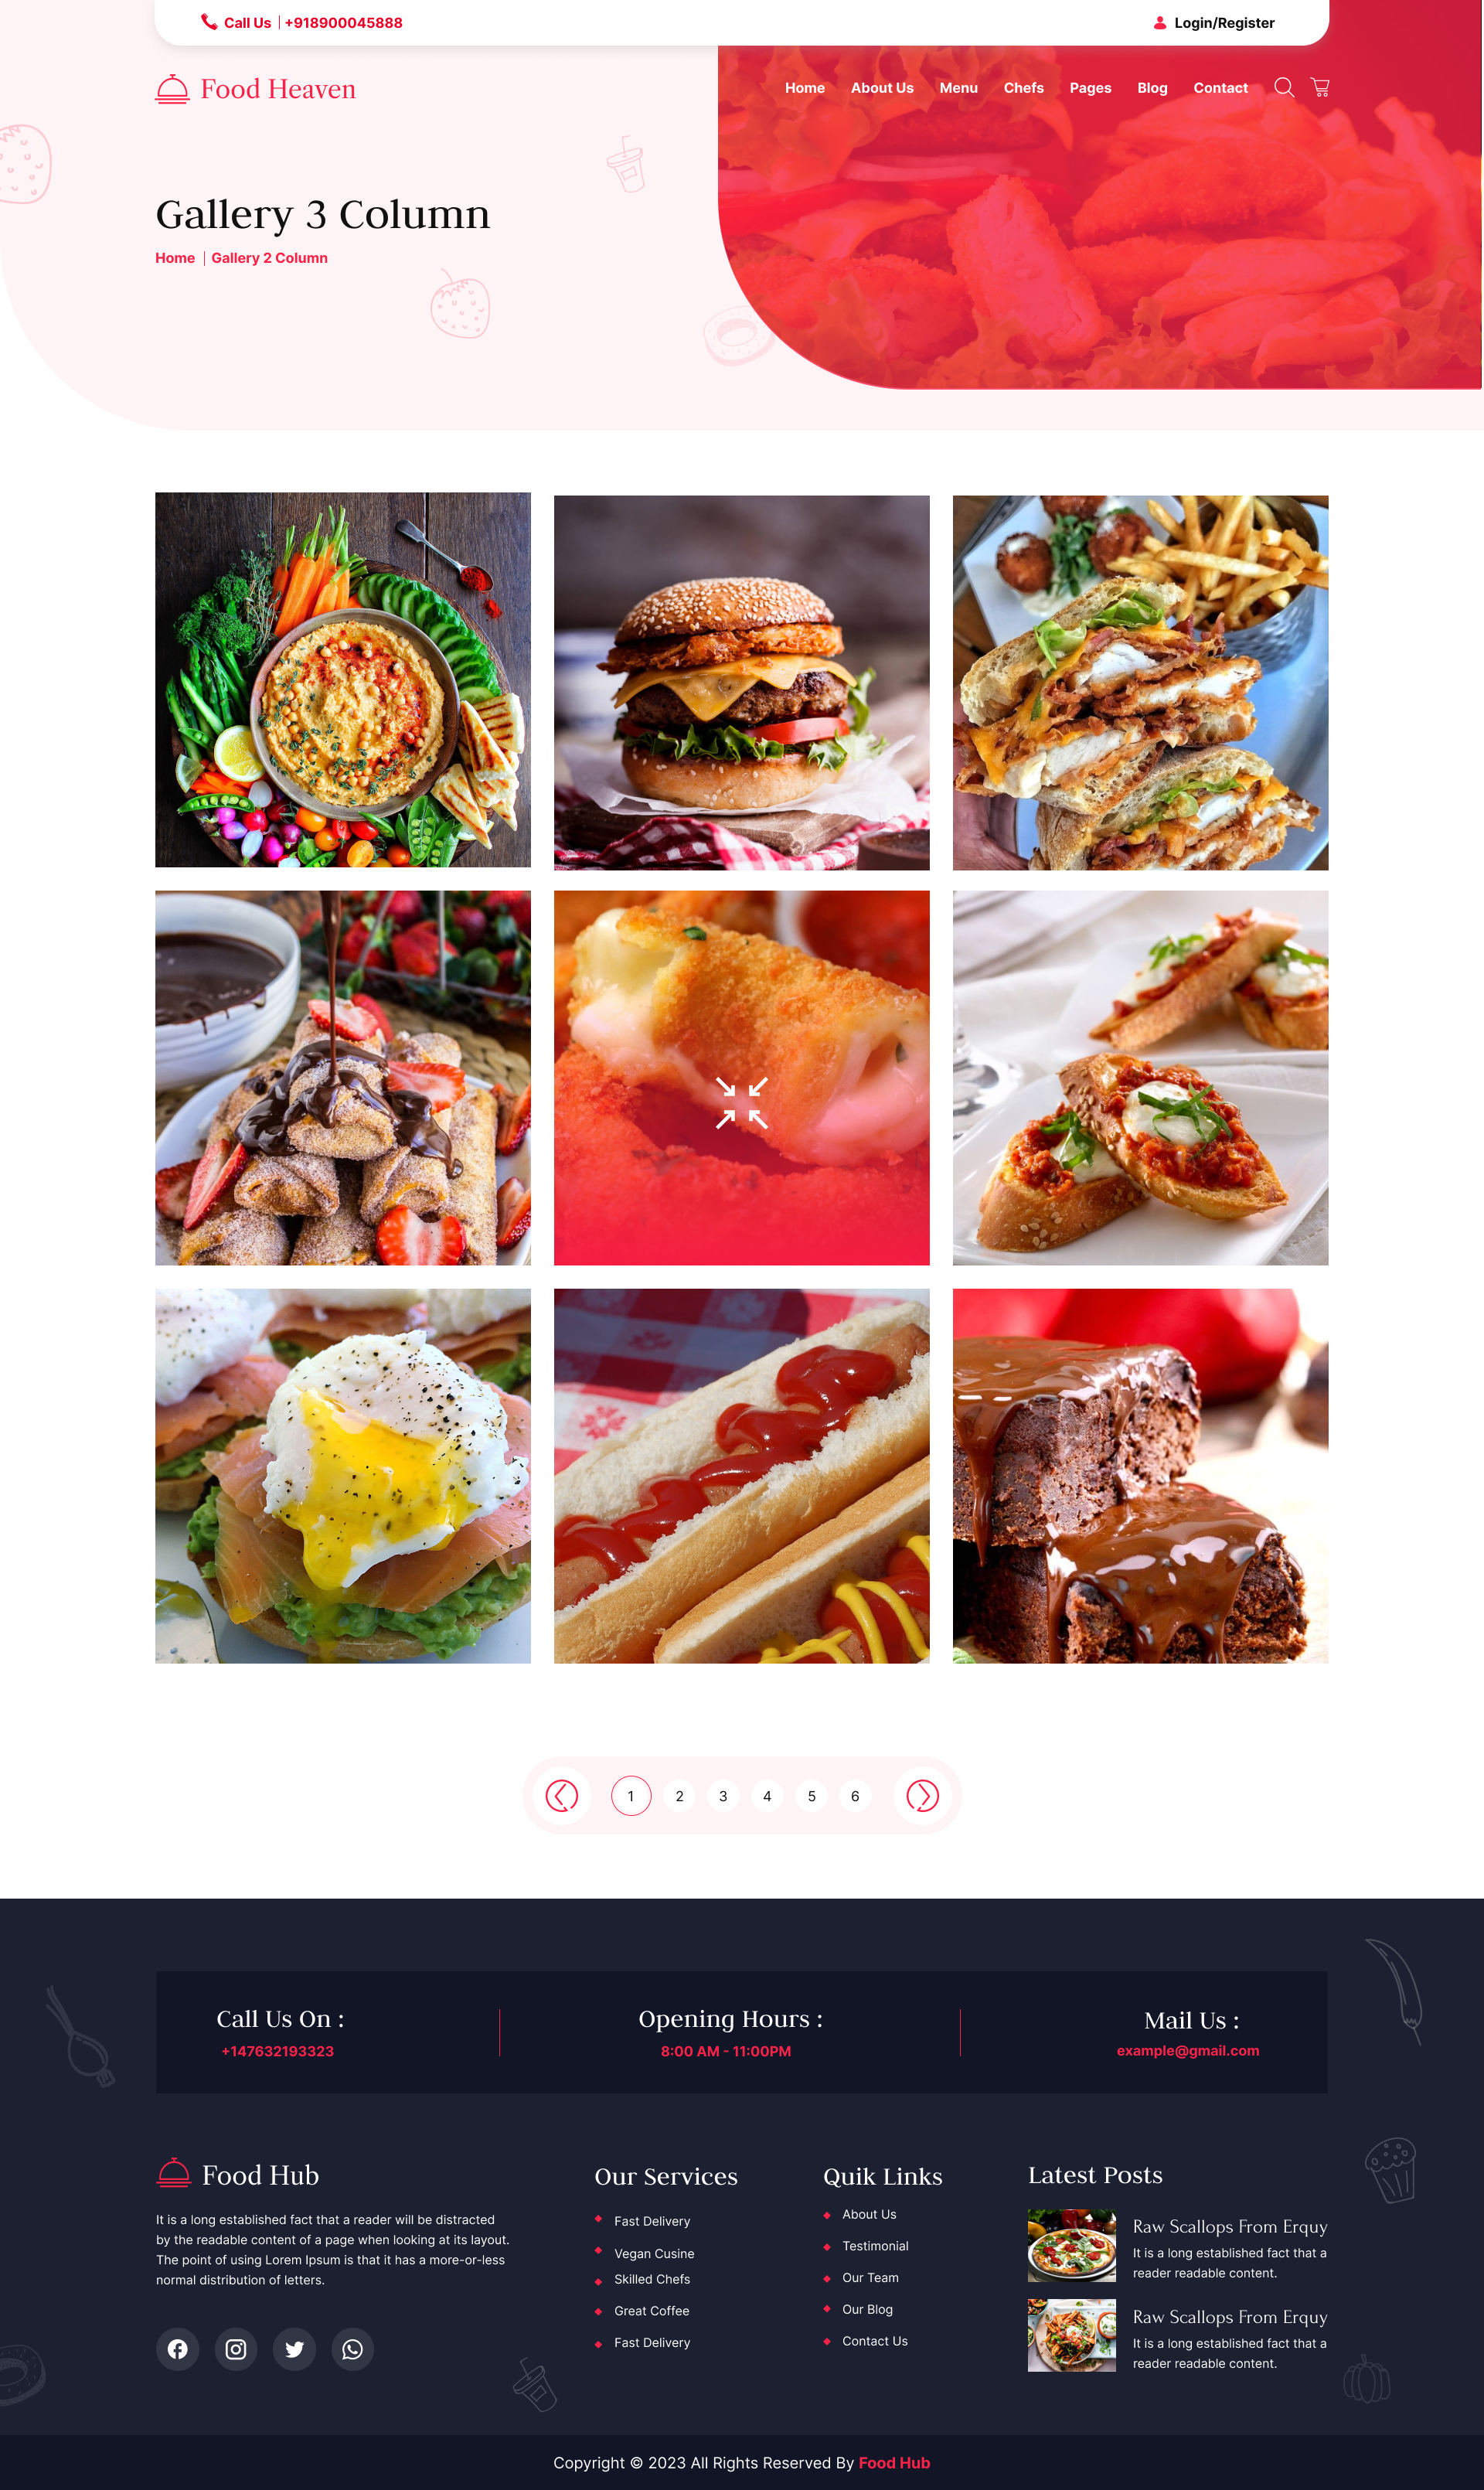 Call Us | +918900045888
Login/Register
Food Heaven
Home About Us Menu Chefs Pages Blog Contact
Gallery 3 Column
Home | Gallery 2 Column
1 2 3 4 5 6
Call Us On :
+147632193323
Opening Hours :
8:00 AM - 11:00PM
Mail Us :
example@gmail.com
Food Hub
It is a long established fact that a reader will be distracted
by the readable content of a page when looking at its layout.
The point of using Lorem Ipsum is that it has a more-or-less
normal distribution of letters.
Our Services
Fast Delivery
Vegan Cusine
Skilled Chefs
Great Coffee
Fast Delivery
Quik Links
About Us
Testimonial
Our Team
Our Blog
Contact Us
Latest Posts
Raw Scallops From Erquy
It is a long established fact that a
reader readable content.
Raw Scallops From Erquy
It is a long established fact that a
reader readable content.
Copyright © 2023 All Rights Reserved By Food Hub